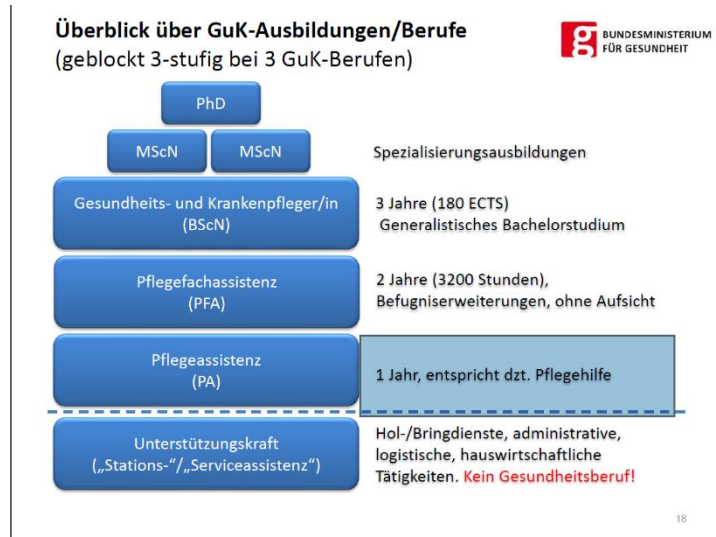 Überblick über GuK-Ausbildungen/Berufe
(geblockt 3-stufig bei 3 GuK-Berufen)
g BUNDESMINISTERIUM
FÜR GESUNDHEIT
PhD
MScN MScN Spezialisierungsausbildungen
Gesundheits- und Krankenpfleger/in
(BScN)
3 Jahre (180 ECTS)
Generalistisches Bachelorstudium
Pflegefachassistenz
(PFA)
2 Jahre (3200 Stunden),
Befugniserweiterungen, ohne Aufsicht
Pflegeassistenz
(PA)
1 Jahr, entspricht dzt. Pflegehilfe
Unterstützungskraft
(„Stations-“/„Serviceassistenz“)
Hol-/Bringdienste, administrative,
logistische, hauswirtschaftliche
Tätigkeiten. Kein Gesundheitsberuf!
18